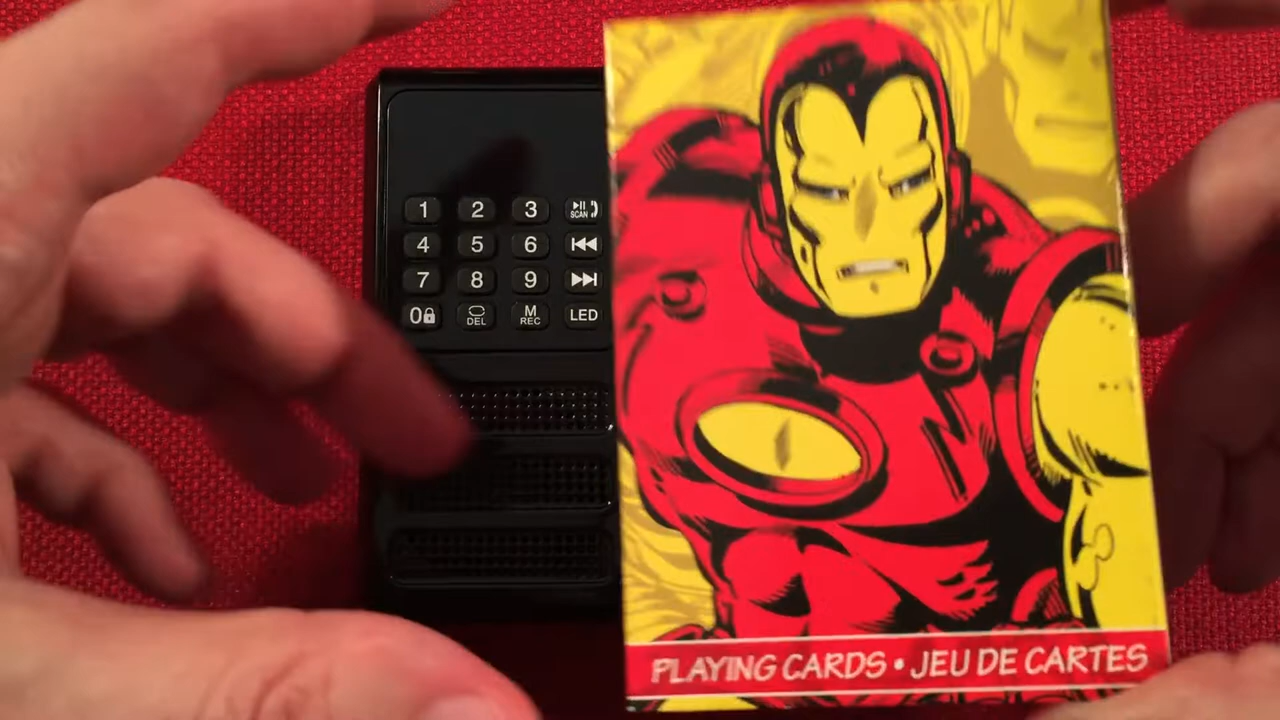 1 2 3 SCAN
4 5 6
7 8 9
0 DEL M REC LED
PLAYING CARDS • JEU DE CARTES